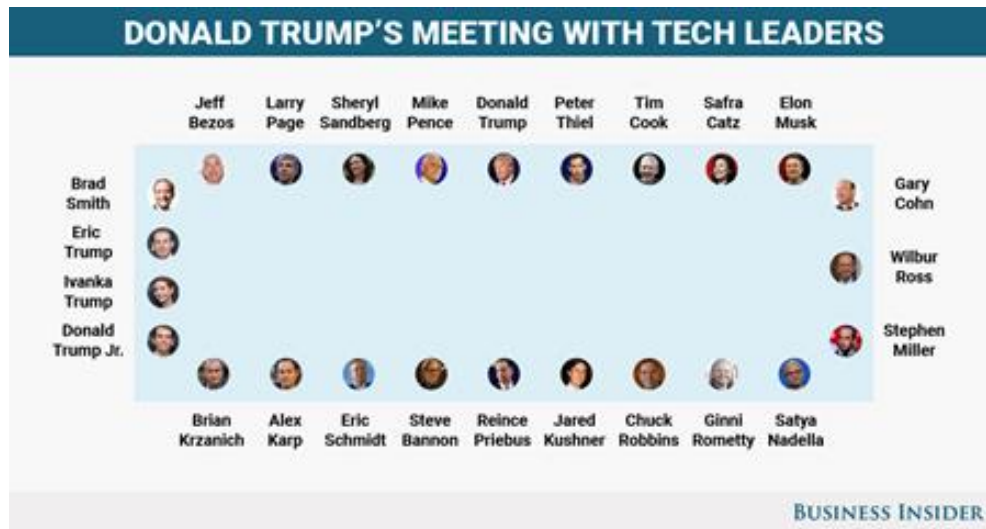 DONALD TRUMP'S MEETING WITH TECH LEADERS
Jeff Bezos
Larry Page
Sheryl Sandberg
Mike Pence
Donald Trump
Peter Thiel
Tim Cook
Safra Catz
Elon Musk
Brad Smith
Eric Trump
Ivanka Trump
Donald Trump Jr.
Gary Cohn
Wilbur Ross
Stephen Miller
Brian Krzanich
Alex Karp
Eric Schmidt
Steve Bannon
Reince Priebus
Jared Kushner
Chuck Robbins
Ginni Rometty
Satya Nadella
BUSINESS INSIDER